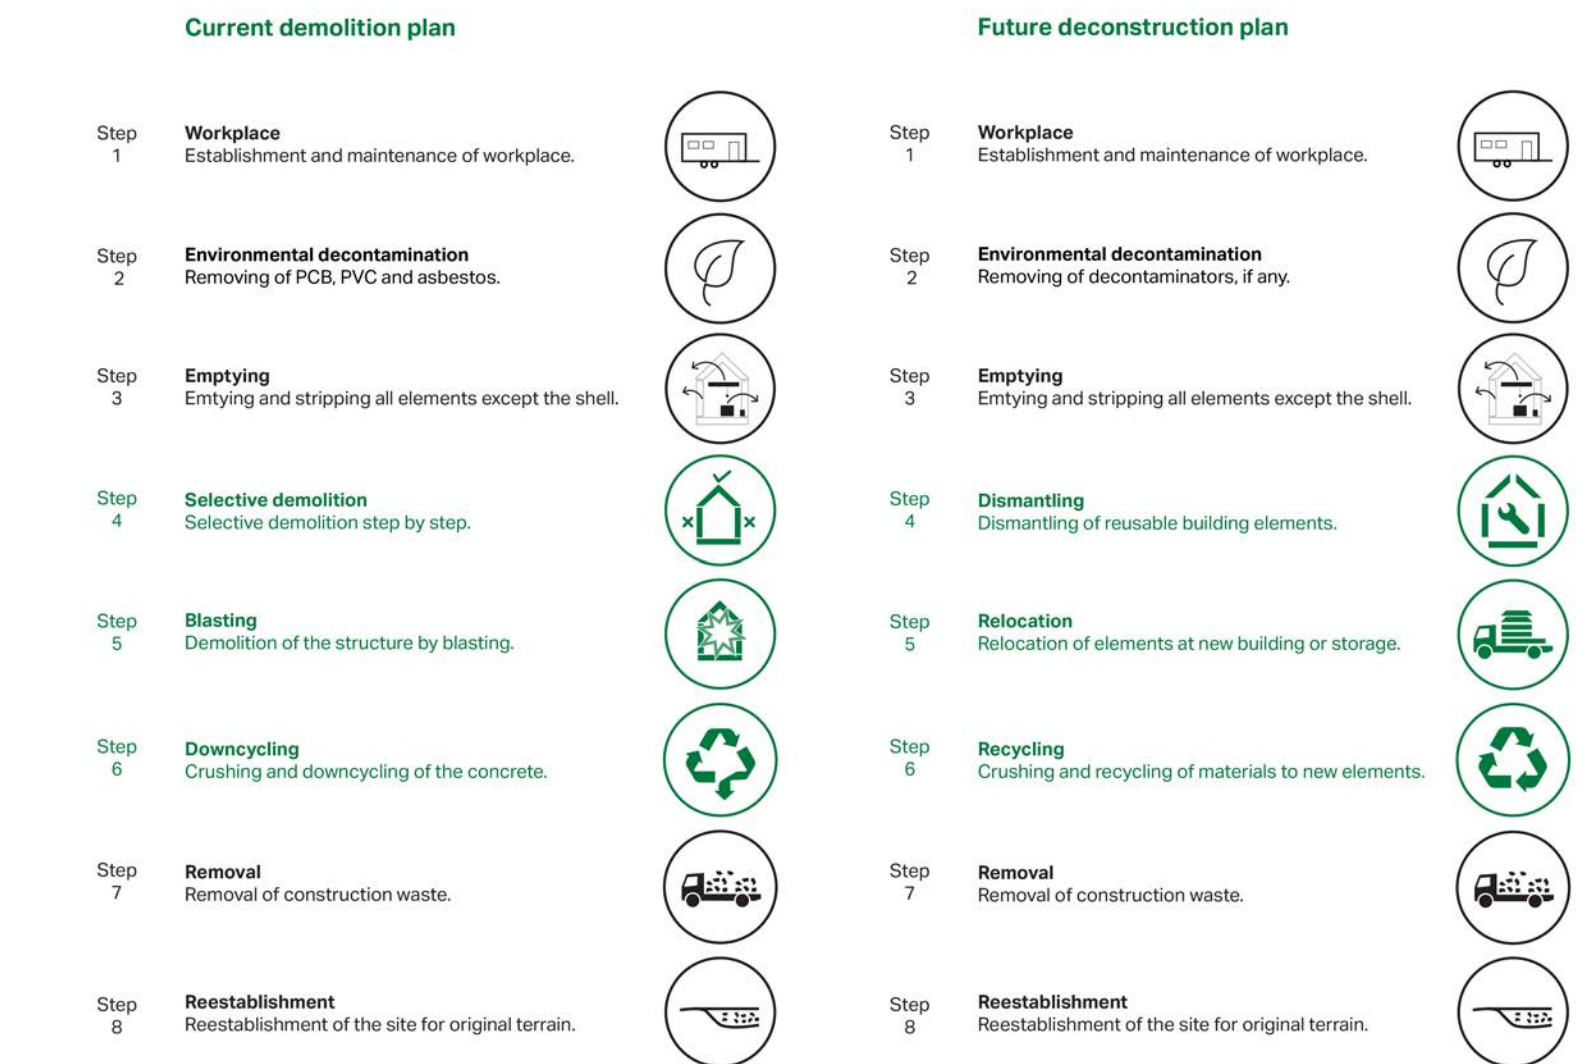 Current demolition plan
Step
1
Workplace
Establishment and maintenance of workplace.
Step
2
Environmental decontamination
Removing of PCB, PVC and asbestos.
Step
3
Emptying
Emtying and stripping all elements except the shell.
Step
4
Selective demolition
Selective demolition step by step.
Step
5
Blasting
Demolition of the structure by blasting.
Step
6
Downcycling
Crushing and downcycling of the concrete.
Step
7
Removal
Removal of construction waste.
Step
8
Reestablishment
Reestablishment of the site for original terrain.
Future deconstruction plan
Step
1
Workplace
Establishment and maintenance of workplace.
Step
2
Environmental decontamination
Removing of decontaminators, if any.
Step
3
Emptying
Emtying and stripping all elements except the shell.
Step
4
Dismantling
Dismantling of reusable building elements.
Step
5
Relocation
Relocation of elements at new building or storage.
Step
6
Recycling
Crushing and recycling of materials to new elements.
Step
7
Removal
Removal of construction waste.
Step
8
Reestablishment
Reestablishment of the site for original terrain.